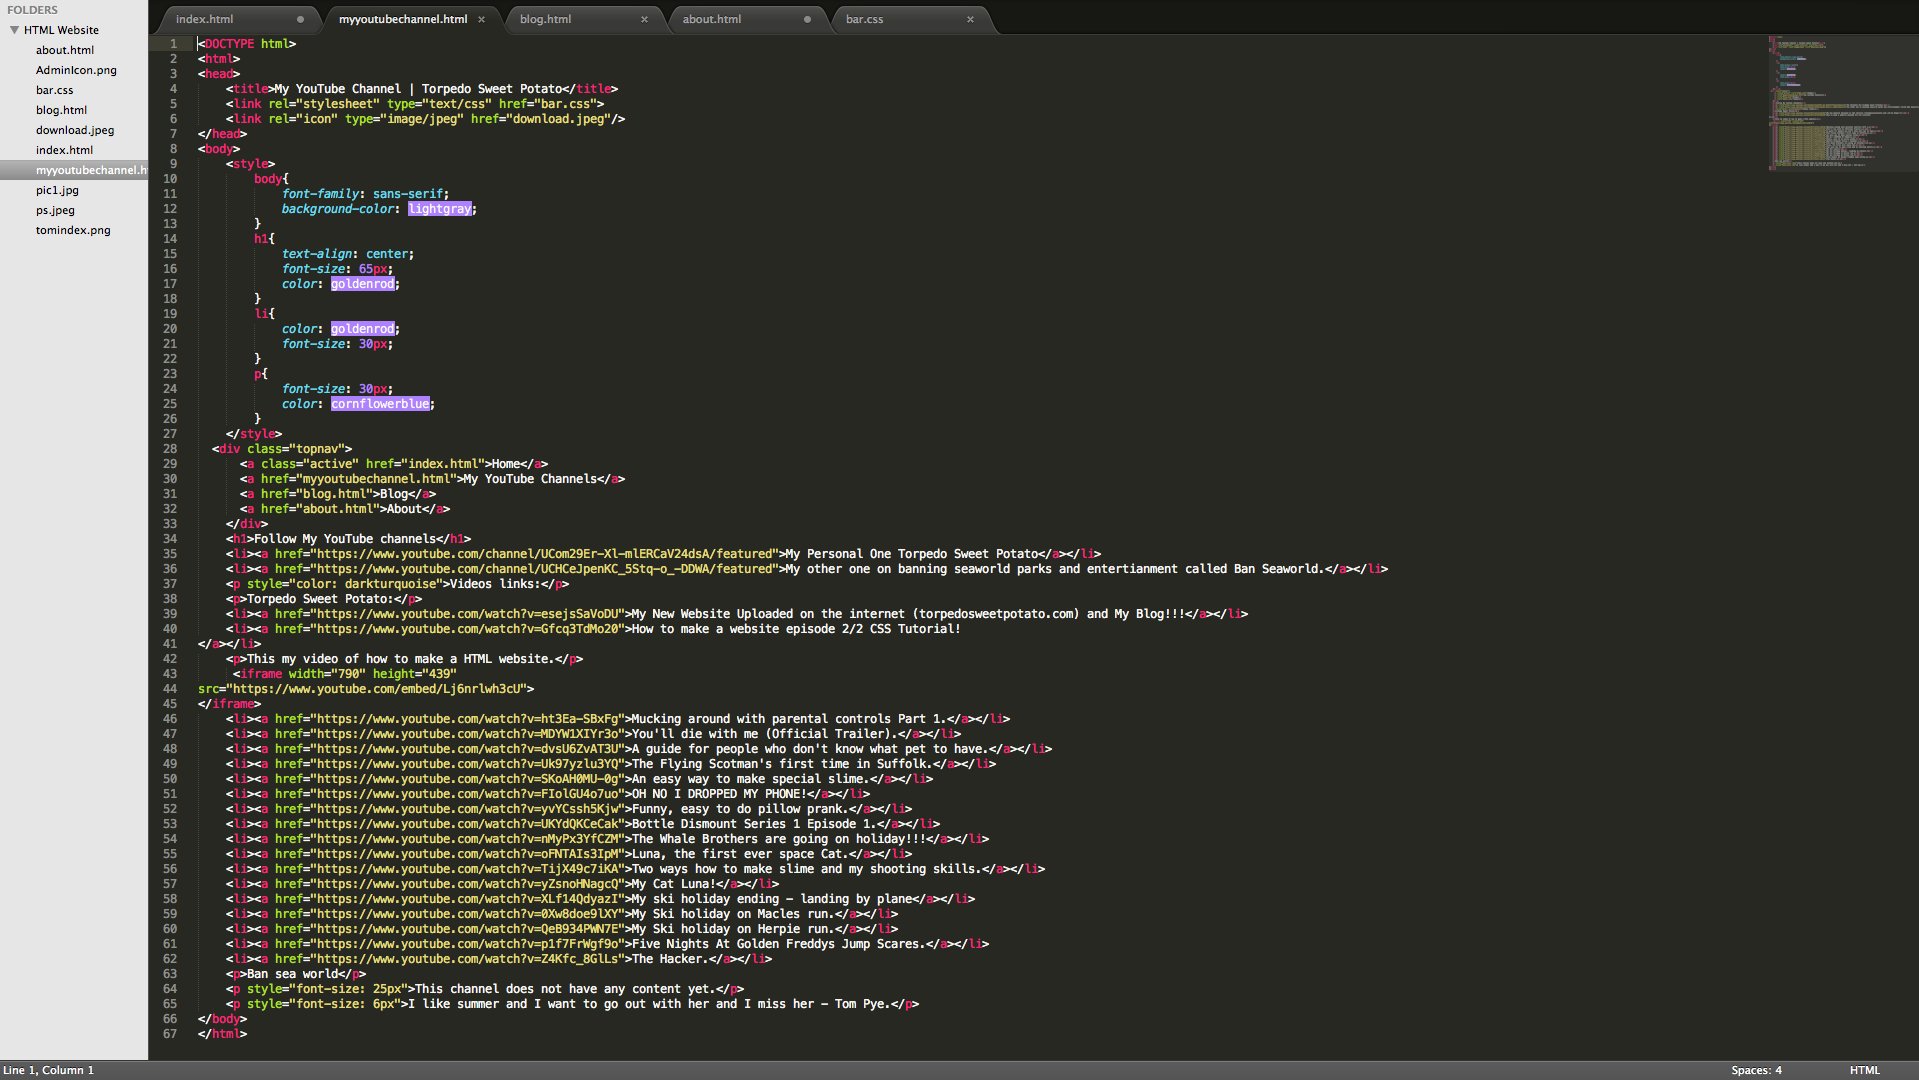 FOLDERS
HTML Website
about.html
AdminIcon.png
bar.css
blog.html
download.jpeg
index.html
myyoutubechannel.ht
pic1.jpg
ps.jpeg
tomindex.png
index.html
myyoutubechannel.html ×
blog.html ×
about.html
bar.css ×
1 <DOCTYPE html>
2 <html>
3 <head>
4 <title>My YouTube Channel | Torpedo Sweet Potato</title>
5 <link rel="stylesheet" type="text/css" href="bar.css">
6 <link rel="icon" type="image/jpeg" href="download.jpeg"/>
7 </head>
8 <body>
9 <style>
10 body{
11 font-family: sans-serif;
12 background-color: lightgray;
13 }
14 h1{
15 text-align: center;
16 font-size: 65px;
17 color: goldenrod;
18 }
19 li{
20 color: goldenrod;
21 font-size: 30px;
22 }
23 p{
24 font-size: 30px;
25 color: cornflowerblue;
26 }
27 </style>
28 <div class="topnav">
29 <a class="active" href="index.html">Home</a>
30 <a href="myyoutubechannel.html">My YouTube Channels</a>
31 <a href="blog.html">Blog</a>
32 <a href="about.html">About</a>
33 </div>
34 <h1>Follow My YouTube channels</h1>
35 <li><a href="https://www.youtube.com/channel/UCom29Er-Xl-mlERCaV24dsA/featured">My Personal One Torpedo Sweet Potato</a></li>
36 <li><a href="https://www.youtube.com/channel/UCHCeJpenKC_5Stq-o_-DDWA/featured">My other one on banning seaworld parks and entertianment called Ban Seaworld.</a></li>
37 <p style="color: darkturquoise">Videos links:</p>
38 <p>Torpedo Sweet Potato:</p>
39 <li><a href="https://www.youtube.com/watch?v=esejsSaVoDU">My New Website Uploaded on the internet (torpedosweetpotato.com) and My Blog!!!</a></li>
40 <li><a href="https://www.youtube.com/watch?v=Gfcq3TdMo20">How to make a website episode 2/2 CSS Tutorial!
41 </a></li>
42 <p>This my video of how to make a HTML website.</p>
43 <iframe width="790" height="439"
44 src="https://www.youtube.com/embed/Lj6nrlwh3cU">
45 </iframe>
46 <li><a href="https://www.youtube.com/watch?v=ht3Ea-SBxFg">Mucking around with parental controls Part 1.</a></li>
47 <li><a href="https://www.youtube.com/watch?v=MDYW1XIYr3o">You'll die with me (Official Trailer).</a></li>
48 <li><a href="https://www.youtube.com/watch?v=dvsU6ZvAT3U">A guide for people who don't know what pet to have.</a></li>
49 <li><a href="https://www.youtube.com/watch?v=Uk97yzlu3YQ">The Flying Scotman's first time in Suffolk.</a></li>
50 <li><a href="https://www.youtube.com/watch?v=SKoAH0MU-0g">An easy way to make special slime.</a></li>
51 <li><a href="https://www.youtube.com/watch?v=FIolGU4o7uo">OH NO I DROPPED MY PHONE!</a></li>
52 <li><a href="https://www.youtube.com/watch?v=yvYCssh5Kjw">Funny, easy to do pillow prank.</a></li>
53 <li><a href="https://www.youtube.com/watch?v=UKYdQKCeCak">Bottle Dismount Series 1 Episode 1.</a></li>
54 <li><a href="https://www.youtube.com/watch?v=nMyPx3YfCZM">The Whale Brothers are going on holiday!!!</a></li>
55 <li><a href="https://www.youtube.com/watch?v=oFNTAIs3IpM">Luna, the first ever space Cat.</a></li>
56 <li><a href="https://www.youtube.com/watch?v=TijX49c7iKA">Two ways how to make slime and my shooting skills.</a></li>
57 <li><a href="https://www.youtube.com/watch?v=yZsnoHNagcQ">My Cat Luna!</a></li>
58 <li><a href="https://www.youtube.com/watch?v=XLf14QdyazI">My ski holiday ending - landing by plane</a></li>
59 <li><a href="https://www.youtube.com/watch?v=0Xw8doe9lXY">My Ski holiday on Macles run.</a></li>
60 <li><a href="https://www.youtube.com/watch?v=QeB934PWN7E">My Ski holiday on Herpie run.</a></li>
61 <li><a href="https://www.youtube.com/watch?v=p1f7FrWgf9o">Five Nights At Golden Freddys Jump Scares.</a></li>
62 <li><a href="https://www.youtube.com/watch?v=Z4Kfc_8GlLs">The Hacker.</a></li>
63 <p>Ban sea world</p>
64 <p style="font-size: 25px">This channel does not have any content yet.</p>
65 <p style="font-size: 6px">I like summer and I want to go out with her and I miss her - Tom Pye.</p>
66 </body>
67 </html>
Line 1, Column 1
Spaces: 4
HTML